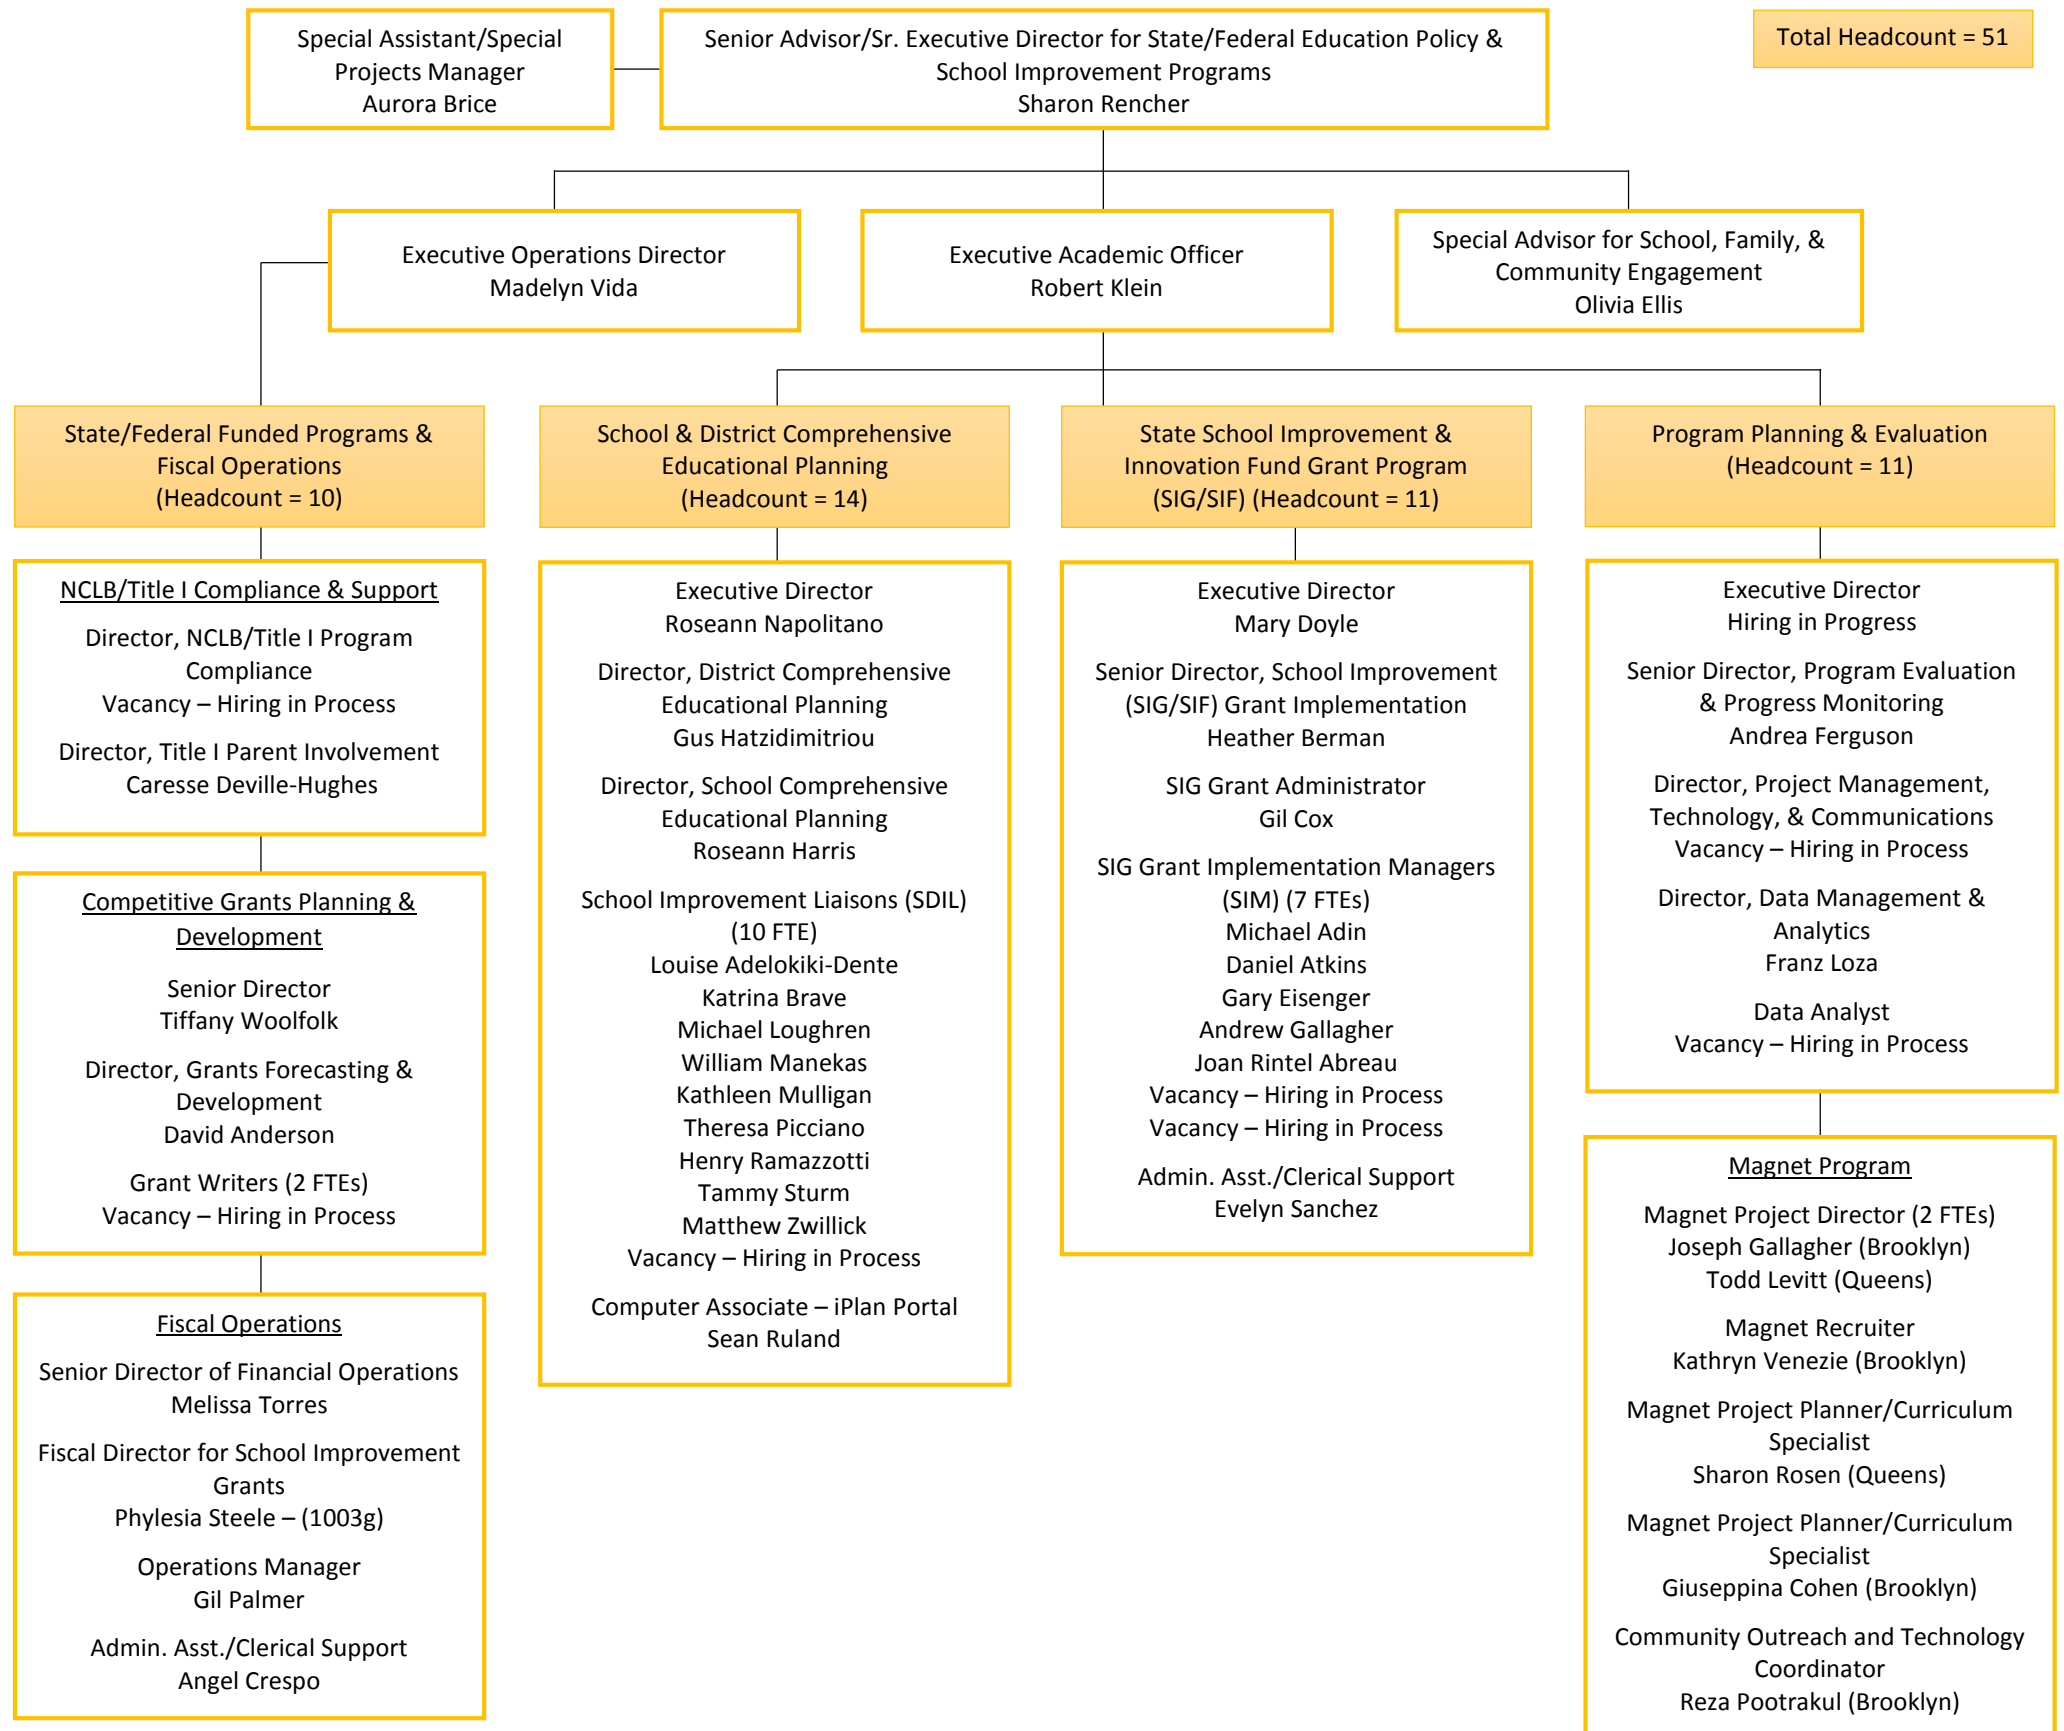 Special Assistant/Special
Projects Manager
Aurora Brice
Senior Advisor/Sr. Executive Director for State/Federal Education Policy &
School Improvement Programs
Sharon Rencher
Total Headcount = 51
Executive Operations Director
Madelyn Vida
Executive Academic Officer
Robert Klein
Special Advisor for School, Family, &
Community Engagement
Olivia Ellis
State/Federal Funded Programs &
Fiscal Operations
(Headcount = 10)
NCLB/Title I Compliance & Support
Director, NCLB/Title I Program
Compliance
Vacancy – Hiring in Process
Director, Title I Parent Involvement
Caresse Deville-Hughes
Competitive Grants Planning &
Development
Senior Director
Tiffany Woolfolk
Director, Grants Forecasting &
Development
David Anderson
Grant Writers (2 FTEs)
Vacancy – Hiring in Process
Fiscal Operations
Senior Director of Financial Operations
Melissa Torres
Fiscal Director for School Improvement
Grants
Phylesia Steele – (1003g)
Operations Manager
Gil Palmer
Admin. Asst./Clerical Support
Angel Crespo
School & District Comprehensive
Educational Planning
(Headcount = 14)
Executive Director
Roseann Napolitano
Director, District Comprehensive
Educational Planning
Gus Hatzidimitriou
Director, School Comprehensive
Educational Planning
Roseann Harris
School Improvement Liaisons (SDIL)
(10 FTE)
Louise Adelokiki-Dente
Katrina Brave
Michael Loughren
William Manekas
Kathleen Mulligan
Theresa Picciano
Henry Ramazzotti
Tammy Sturm
Matthew Zwillick
Vacancy – Hiring in Process
Computer Associate – iPlan Portal
Sean Ruland
State School Improvement &
Innovation Fund Grant Program
(SIG/SIF) (Headcount = 11)
Executive Director
Mary Doyle
Senior Director, School Improvement
(SIG/SIF) Grant Implementation
Heather Berman
SIG Grant Administrator
Gil Cox
SIG Grant Implementation Managers
(SIM) (7 FTEs)
Michael Adin
Daniel Atkins
Gary Eisenger
Andrew Gallagher
Joan Rintel Abreau
Vacancy – Hiring in Process
Vacancy – Hiring in Process
Admin. Asst./Clerical Support
Evelyn Sanchez
Program Planning & Evaluation
(Headcount = 11)
Executive Director
Hiring in Progress
Senior Director, Program Evaluation
& Progress Monitoring
Andrea Ferguson
Director, Project Management,
Technology, & Communications
Vacancy – Hiring in Process
Director, Data Management &
Analytics
Franz Loza
Data Analyst
Vacancy – Hiring in Process
Magnet Program
Magnet Project Director (2 FTEs)
Joseph Gallagher (Brooklyn)
Todd Levitt (Queens)
Magnet Recruiter
Kathryn Venezie (Brooklyn)
Magnet Project Planner/Curriculum
Specialist
Sharon Rosen (Queens)
Magnet Project Planner/Curriculum
Specialist
Giuseppina Cohen (Brooklyn)
Community Outreach and Technology
Coordinator
Reza Pootrakul (Brooklyn)